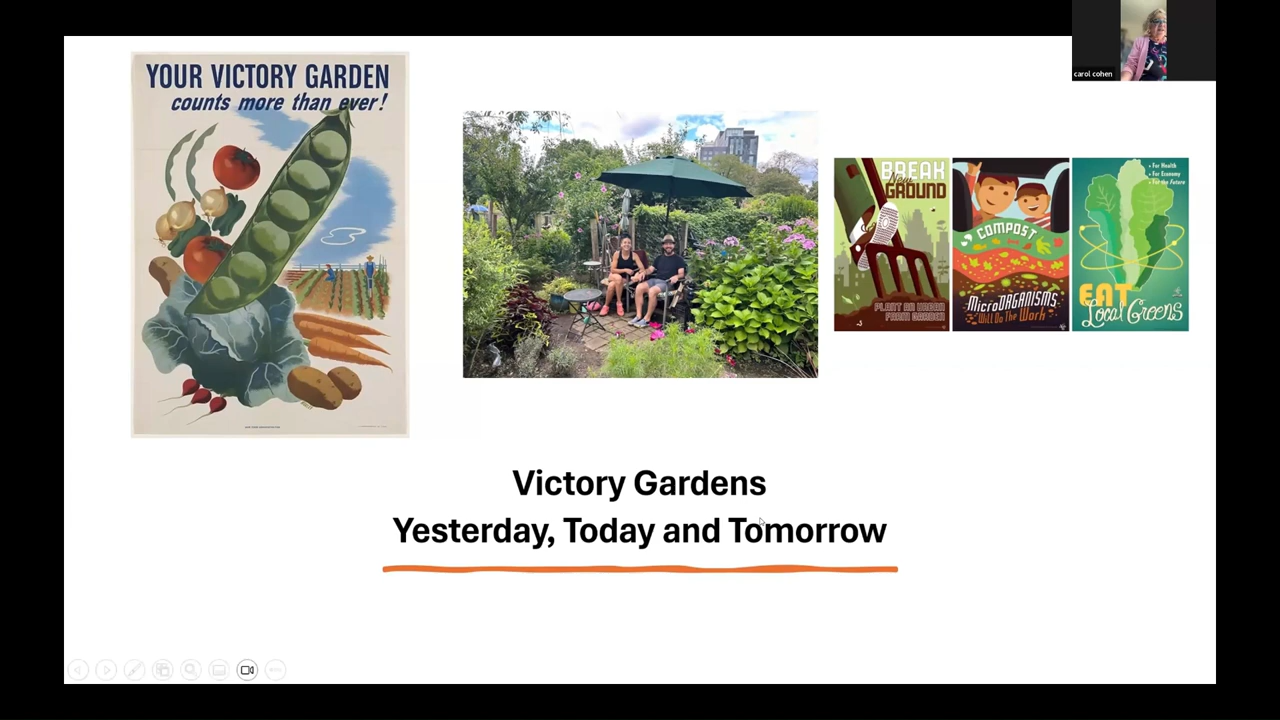 YOUR VICTORY GARDEN
counts more than ever!
carol cohen
BREAK
New
GROUND
PLANT AN URBAN
FARM GARDEN
COMPOST
MicroORGANISMS
Will Do The Work
• For Health
• For Economy
• For the Future
EAT
Local Greens
Victory Gardens
Yesterday, Today and Tomorrow